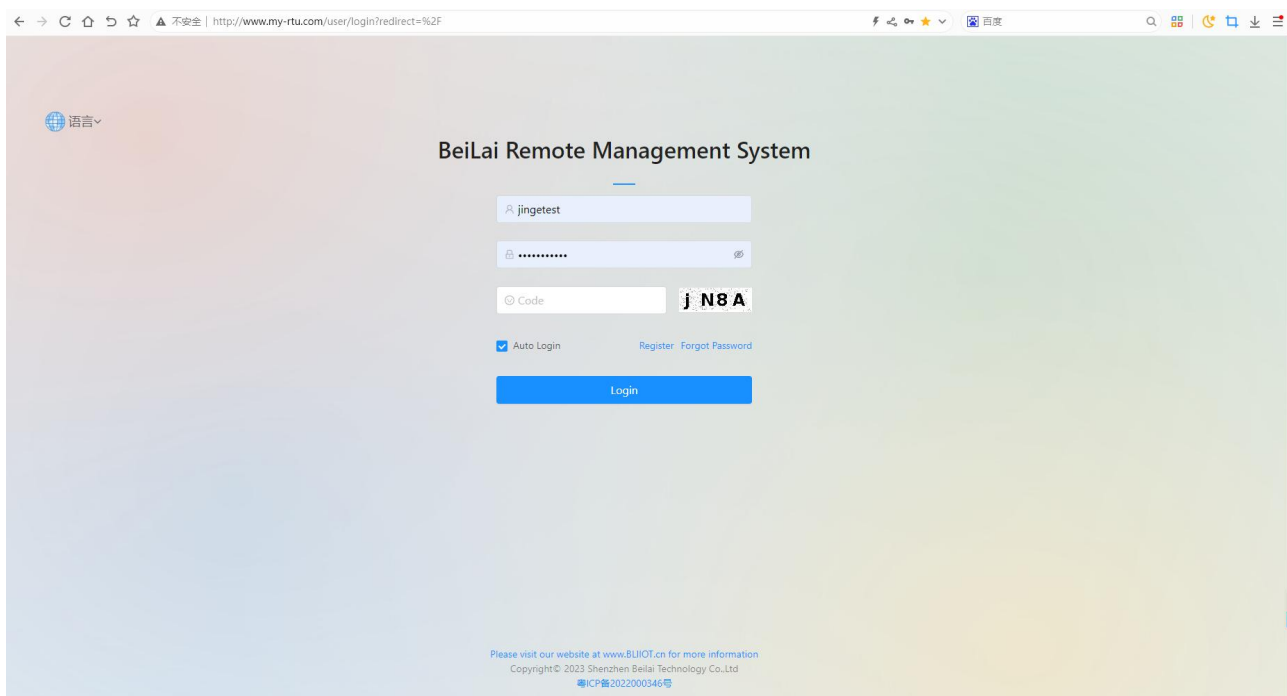 不安全 http://www.my-rtu.com/user/login?redirect=%2F 百度
语言
BeiLai Remote Management System
jingetest
Code j N8A
Auto Login Register Forgot Password
Login
Please visit our website at www.BLIIOT.cn for more information
Copyright© 2023 Shenzhen Beilai Technology Co.,Ltd
粤ICP备2022000346号